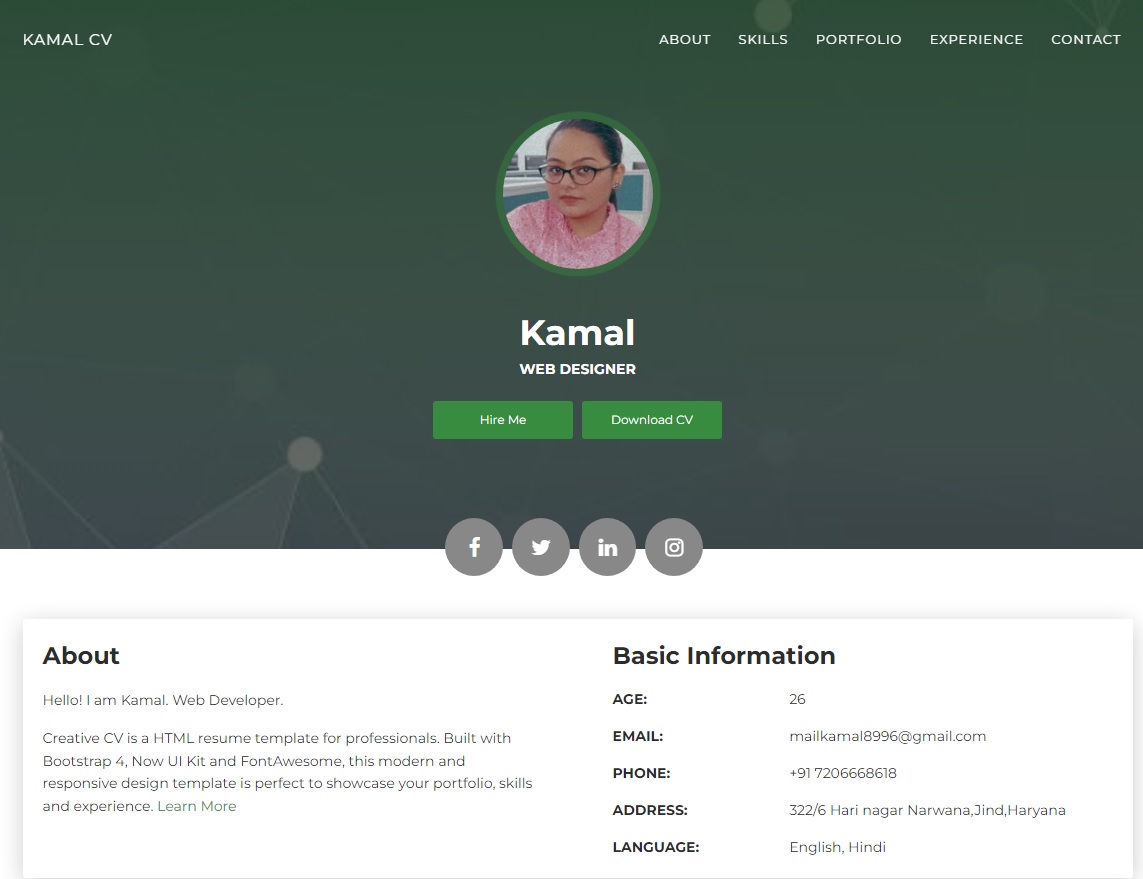 KAMAL CV
ABOUT SKILLS PORTFOLIO EXPERIENCE CONTACT
Kamal
WEB DESIGNER
Hire Me
Download CV
About
Hello! I am Kamal. Web Developer.
Creative CV is a HTML resume template for professionals. Built with
Bootstrap 4, Now UI Kit and FontAwesome, this modern and
responsive design template is perfect to showcase your portfolio, skills
and experience. Learn More
Basic Information
AGE: 26
EMAIL: mailkamal8996@gmail.com
PHONE: +91 7206668618
ADDRESS: 322/6 Hari nagar Narwana,Jind,Haryana
LANGUAGE: English, Hindi